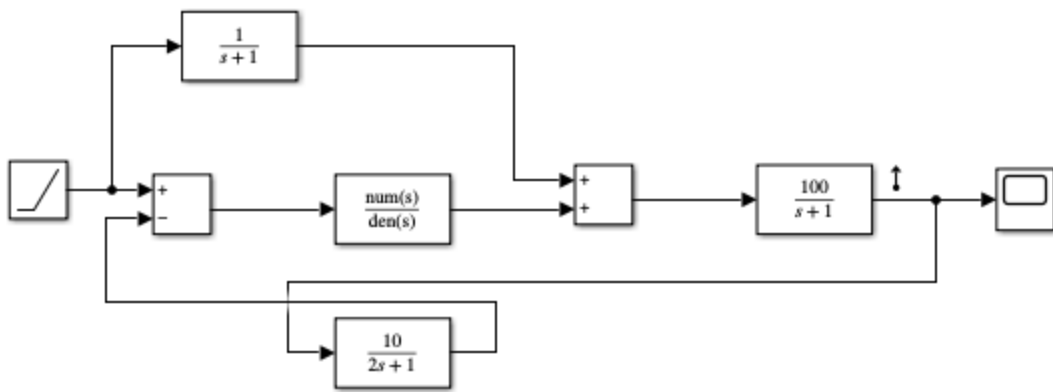 1
s + 1
+
−
num(s)
den(s)
+
+
100
s + 1
10
2s + 1